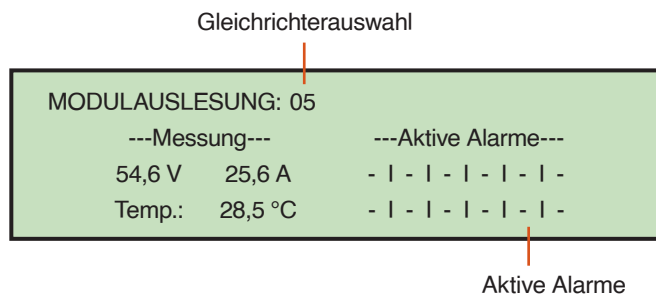 Gleichrichterauswahl
MODULAUSLESUNG: 05
---Messung--- ---Aktive Alarme---
54,6 V 25,6 A - I - I - I - I - I -
Temp.: 28,5 °C - I - I - I - I - I -
Aktive Alarme